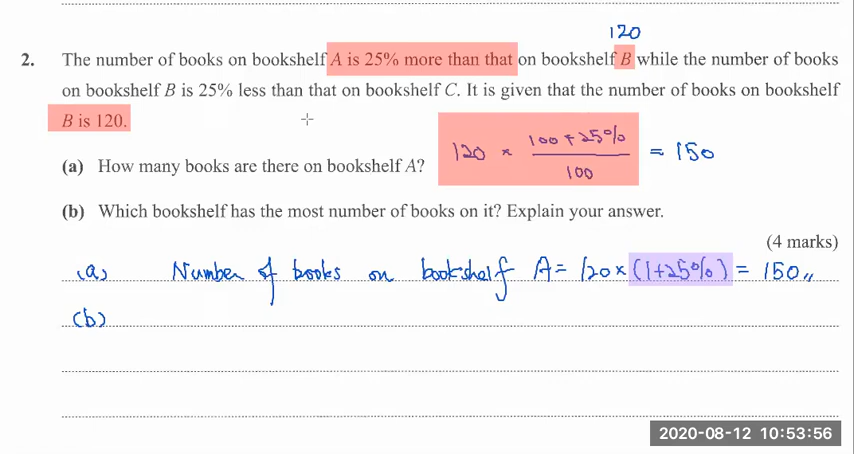 120
2. The number of books on bookshelf A is 25% more than that on bookshelf B while the number of books
on bookshelf B is 25% less than that on bookshelf C. It is given that the number of books on bookshelf
B is 120.
(a) How many books are there on bookshelf A? 120 × (100+25%)/100 = 150
(b) Which bookshelf has the most number of books on it? Explain your answer.
(4 marks)
(a) Number of books on bookshelf A = 120 × (1+25%) = 150,,
(b)
2020-08-12 10:53:56